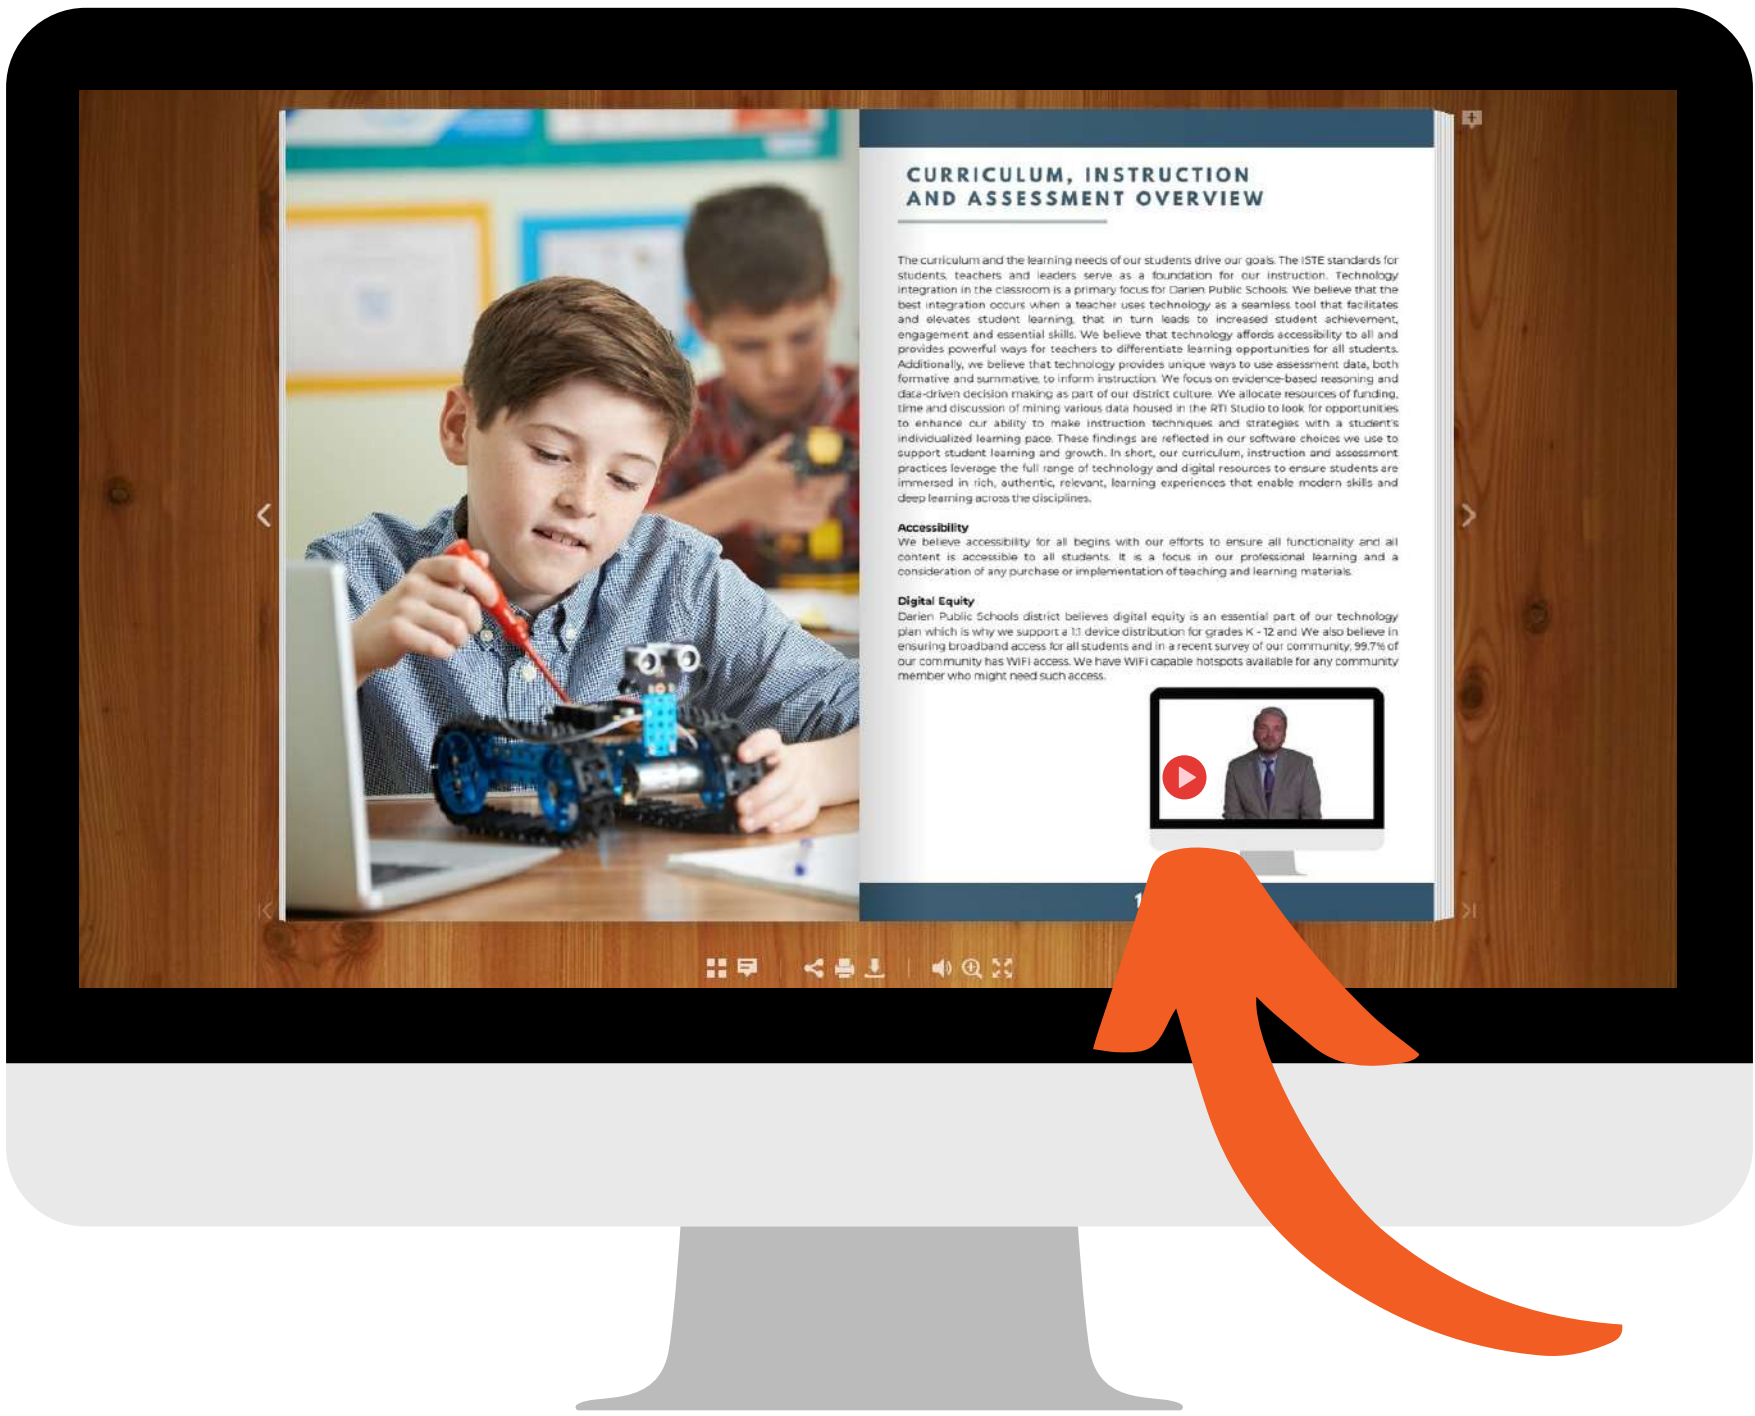 CURRICULUM, INSTRUCTION
AND ASSESSMENT OVERVIEW
The curriculum and the learning needs of our students drive our goals. The ISTE standards for
students, teachers and leaders serve as a foundation for our instruction. Technology
integration in the classroom is a primary focus for Darien Public Schools. We believe that the
best integration occurs when a teacher uses technology as a seamless tool that facilitates
and elevates student learning, that in turn leads to increased student achievement,
engagement and essential skills. We believe that technology affords accessibility to all and
provides powerful ways for teachers to differentiate learning opportunities for all students.
Additionally, we believe that technology provides unique ways to use assessment data, both
formative and summative, to inform instruction. We focus on evidence-based reasoning and
data-driven decision making as part of our district culture. We allocate resources of funding,
time and discussion of mining various data housed in the RTI Studio to look for opportunities
to enhance our ability to make instruction techniques and strategies with a student's
individualized learning pace. These findings are reflected in our software choices we use to
support student learning and growth. In short, our curriculum, instruction and assessment
practices leverage the full range of technology and digital resources to ensure students are
immersed in rich, authentic, relevant, learning experiences that enable modern skills and
deep learning across the disciplines.
Accessibility
We believe accessibility for all begins with our efforts to ensure all functionality and all
content is accessible to all students. It is a focus in our professional learning and a
consideration of any purchase or implementation of teaching and learning materials.
Digital Equity
Darien Public Schools district believes digital equity is an essential part of our technology
plan which is why we support a 1:1 device distribution for grades K - 12 and We also believe in
ensuring broadband access for all students and in a recent survey of our community, 99.7% of
our community has WiFi access. We have WiFi capable hotspots available for any community
member who might need such access.